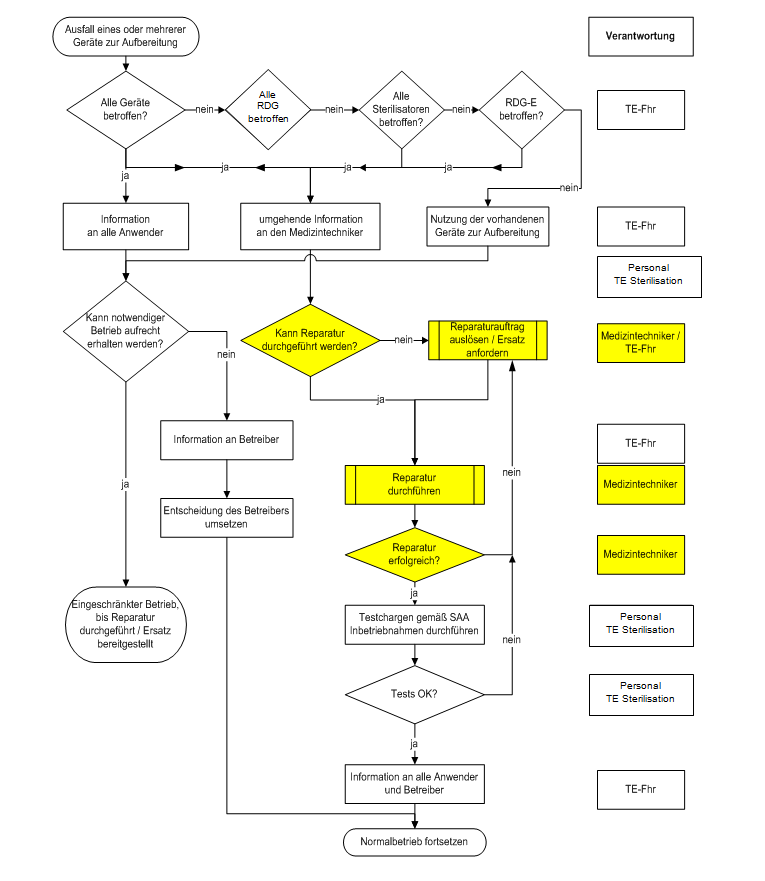 Ausfall eines oder mehrerer
Geräte zur Aufbereitung
Verantwortung
Alle Geräte
betroffen?
nein
Alle
RDG
betroffen
nein
Alle
Sterilisatoren
betroffen?
nein
RDG-E
betroffen?
TE-Fhr
ja
ja
ja
ja
nein
Information
an alle Anwender
umgehende Information
an den Medizintechniker
Nutzung der vorhandenen
Geräte zur Aufbereitung
TE-Fhr
Personal
TE Sterilisation
Kann notwendiger
Betrieb aufrecht
erhalten werden?
nein
Kann Reparatur
durchgeführt werden?
nein
Reparaturauftrag
auslösen / Ersatz
anfordern
Medizintechniker /
TE-Fhr
ja
Information an Betreiber
TE-Fhr
ja
Reparatur
durchführen
nein
Medizintechniker
Entscheidung des Betreibers
umsetzen
Reparatur
erfolgreich?
Medizintechniker
ja
Eingeschränkter Betrieb,
bis Reparatur
durchgeführt / Ersatz
bereitgestellt
Testchargen gemäß SAA
Inbetriebnahmen durchführen
nein
Personal
TE Sterilisation
Tests OK?
Personal
TE Sterilisation
ja
Information an alle Anwender
und Betreiber
TE-Fhr
Normalbetrieb fortsetzen